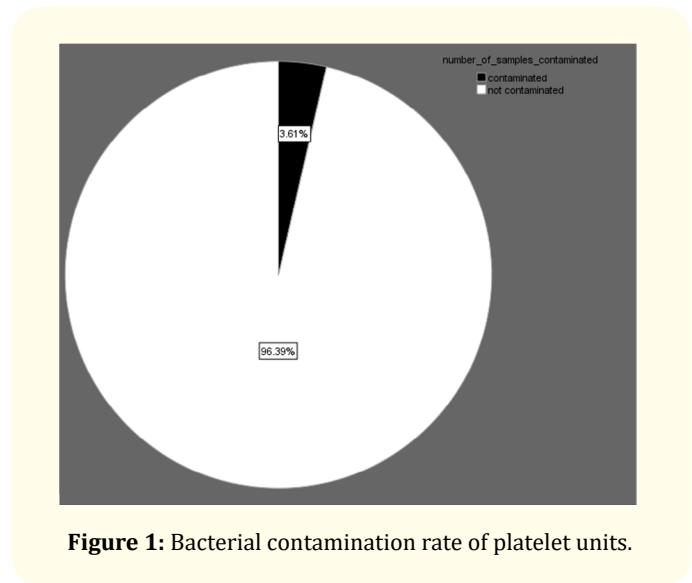 number_of_samples_contaminated
contaminated
not contaminated
3.61%
96.39%
Figure 1: Bacterial contamination rate of platelet units.